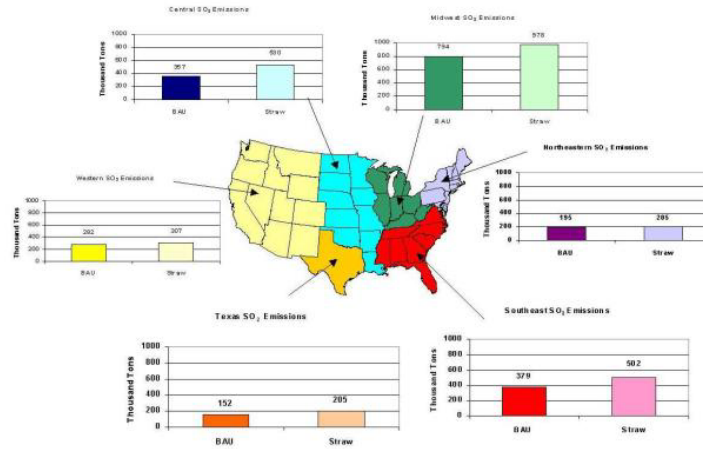 Central SO₂ Emissions
Thousand Tons
1000
800
600
400
200
0
BAU
Straw
Midwest SO₂ Emissions
Thousand Tons
1000
800
600
400
200
0
794
978
BAU
Straw
Western SO₂ Emissions
Thousand Tons
1000
800
600
400
200
0
282
307
BAU
Straw
Northeastern SO₂ Emissions
Thousand Tons
1000
800
600
400
200
0
195
205
BAU
Straw
Texas SO₂ Emissions
Thousand Tons
1000
800
600
400
200
0
152
205
BAU
Straw
Southeast SO₂ Emissions
Thousand Tons
1000
800
600
400
200
0
379
502
BAU
Straw